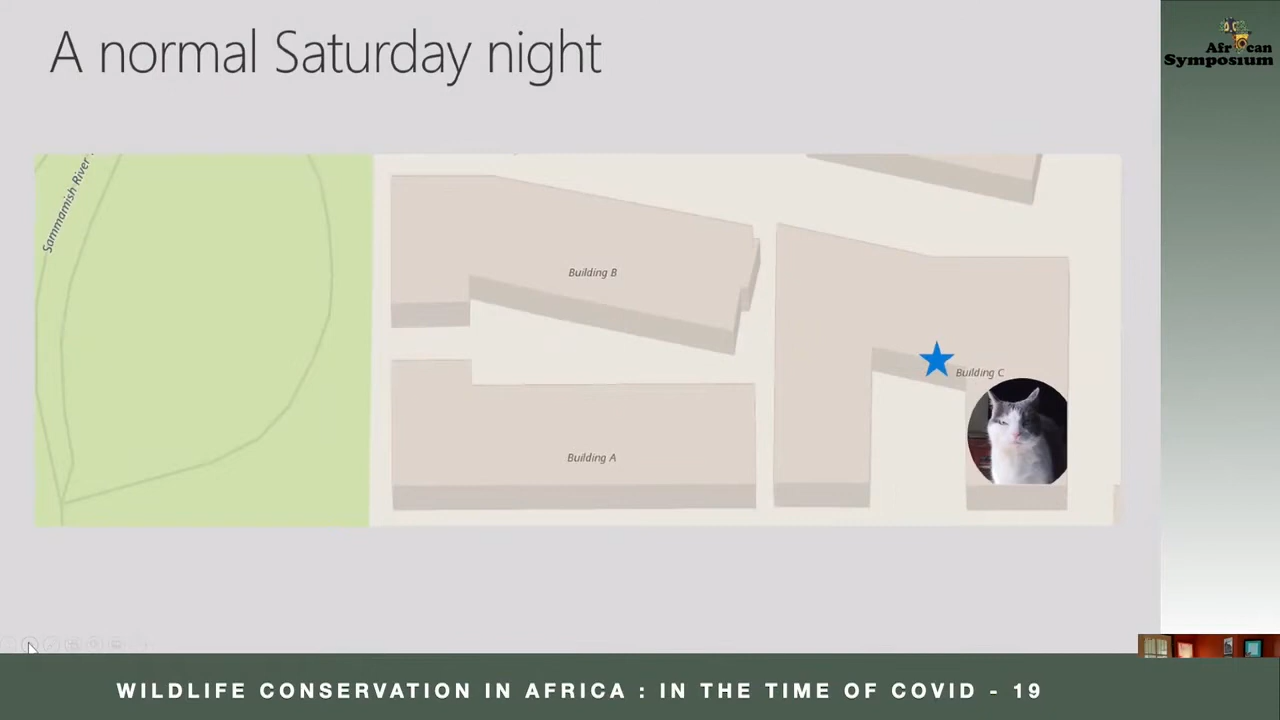 A normal Saturday night
African
Symposium
Sammamish River
Building B
Building C
Building A
WILDLIFE CONSERVATION IN AFRICA : IN THE TIME OF COVID - 19